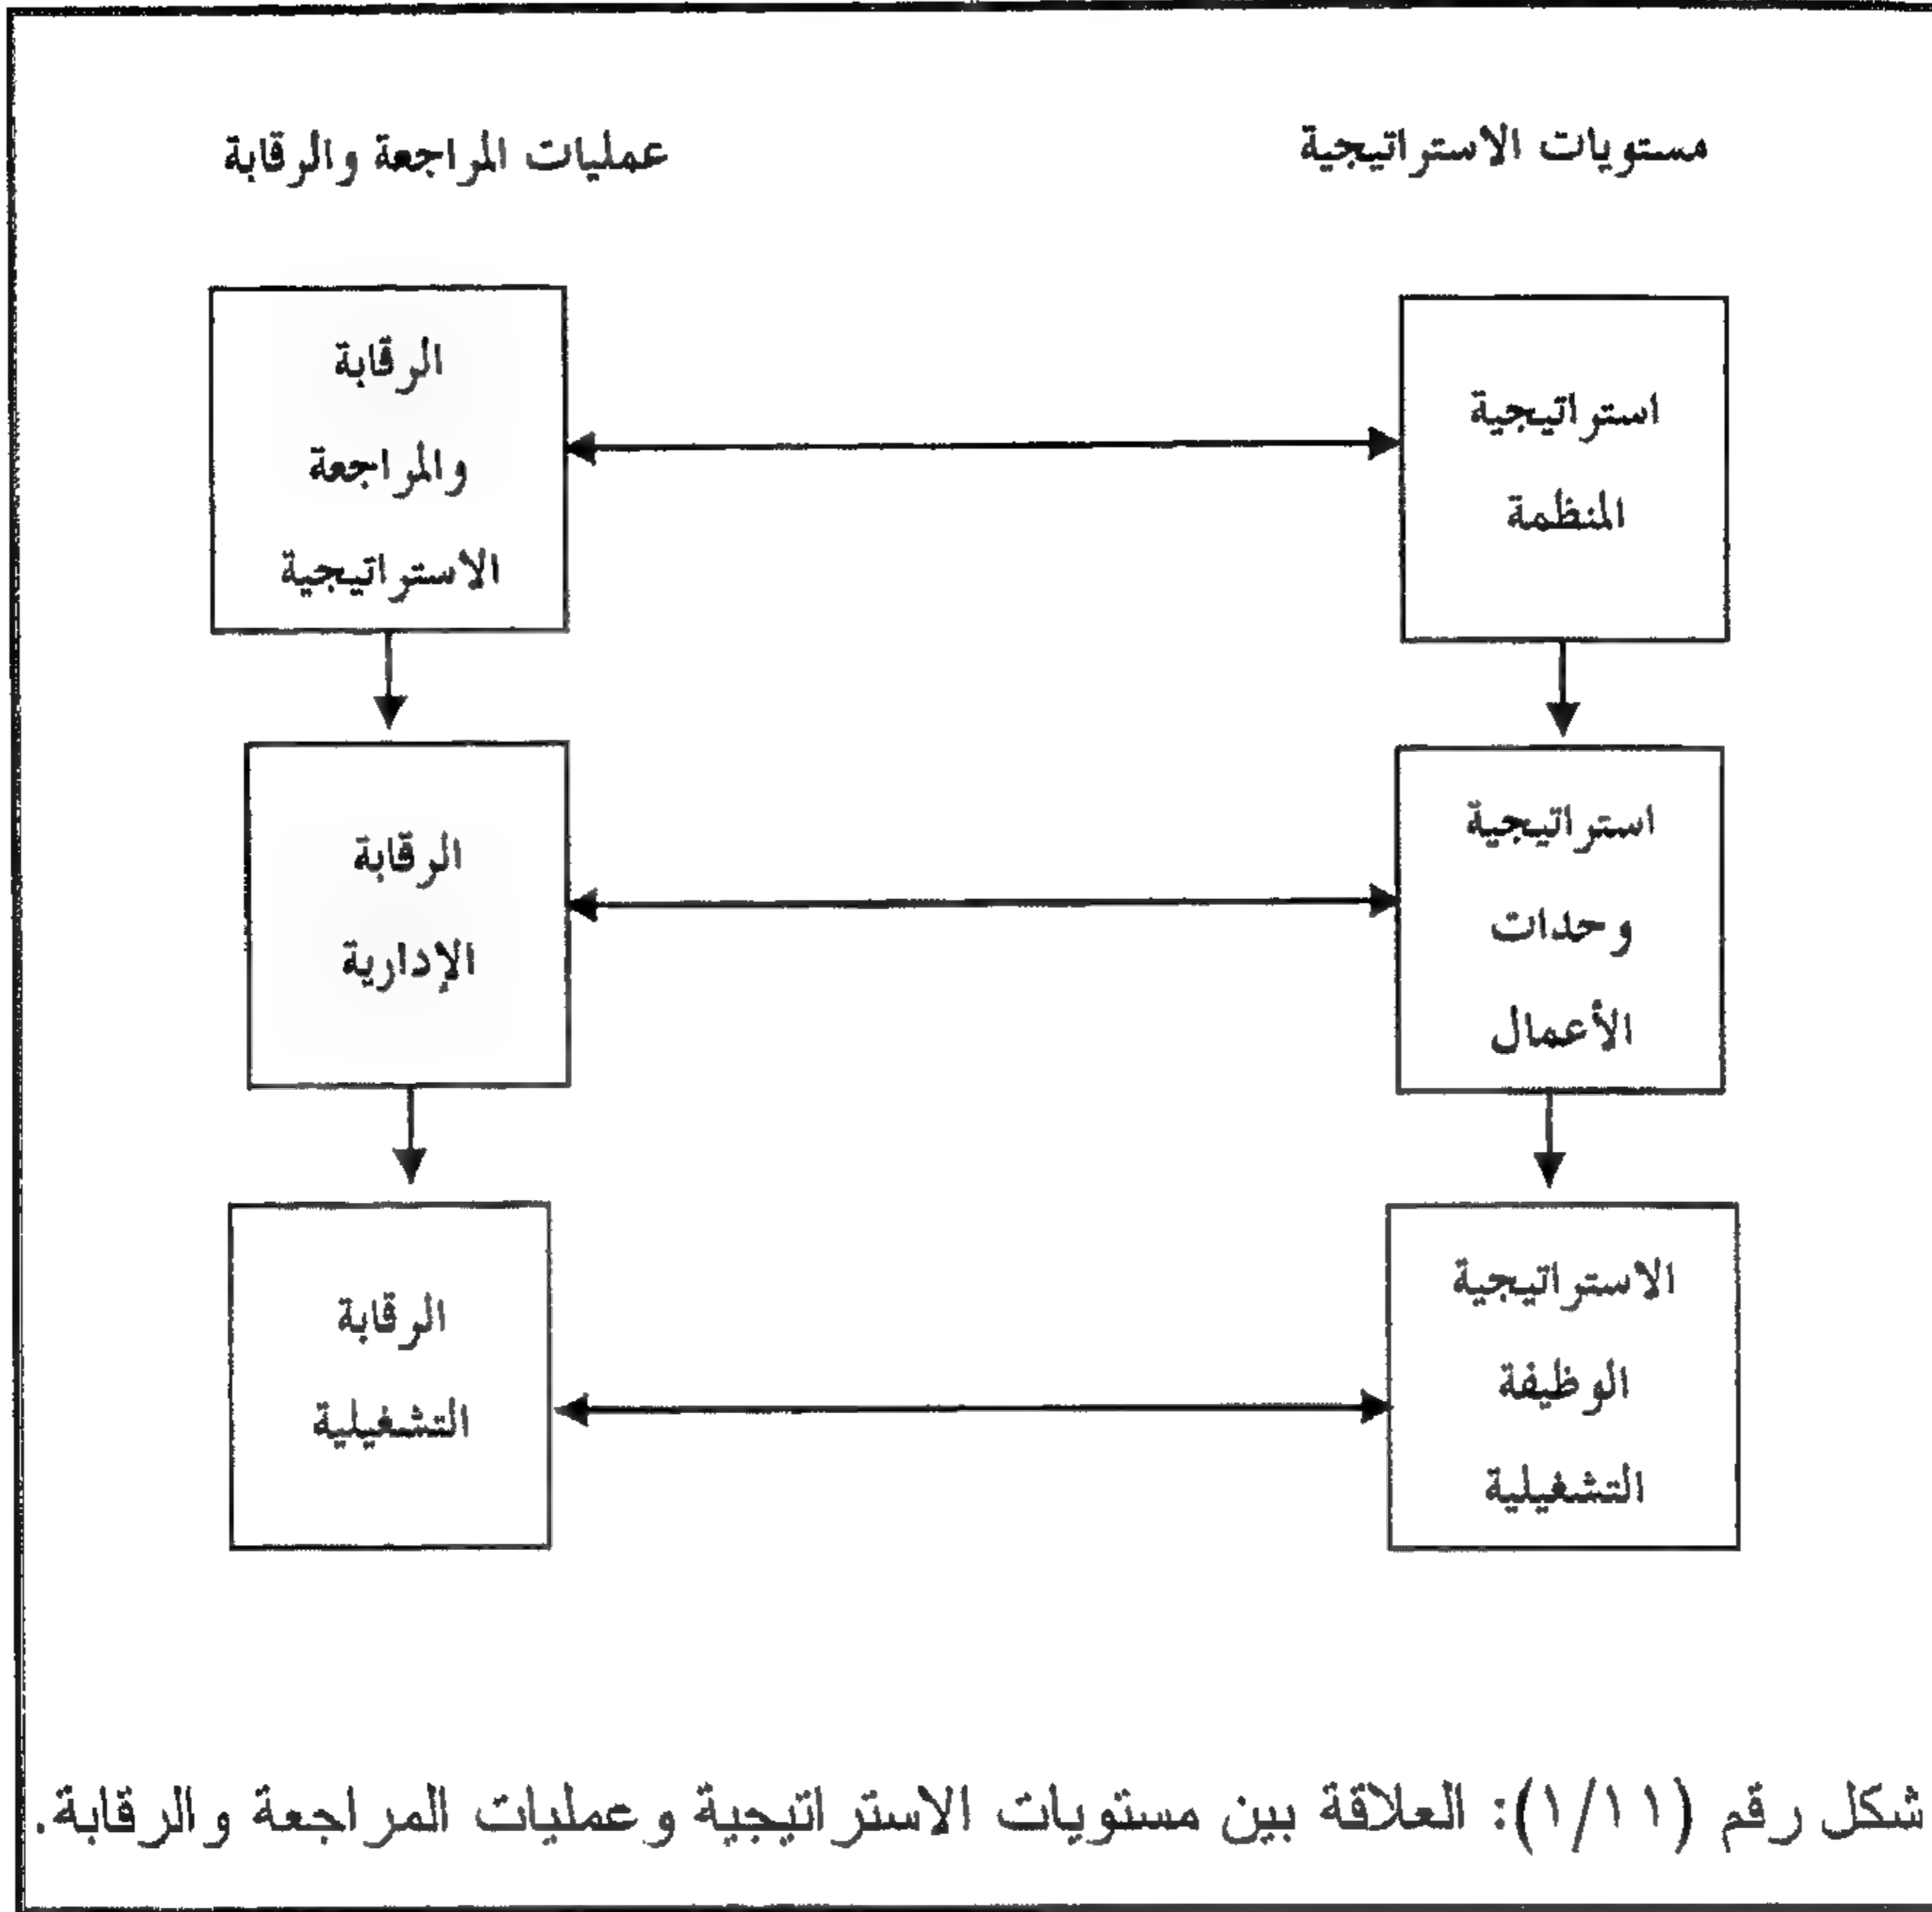 مستويات الاستراتيجية
عمليات المراجعة والرقابة
استراتيجية
المنظمة
الرقابة
والمراجعة
الاستراتيجية
استراتيجية
وحدات
الأعمال
الرقابة
الإدارية
الاستراتيجية
الوظيفة
التشغيلية
الرقابة
التشغيلية
شكل رقم (١/١١): العلاقة بين مستويات الاستراتيجية وعمليات المراجعة والرقابة.